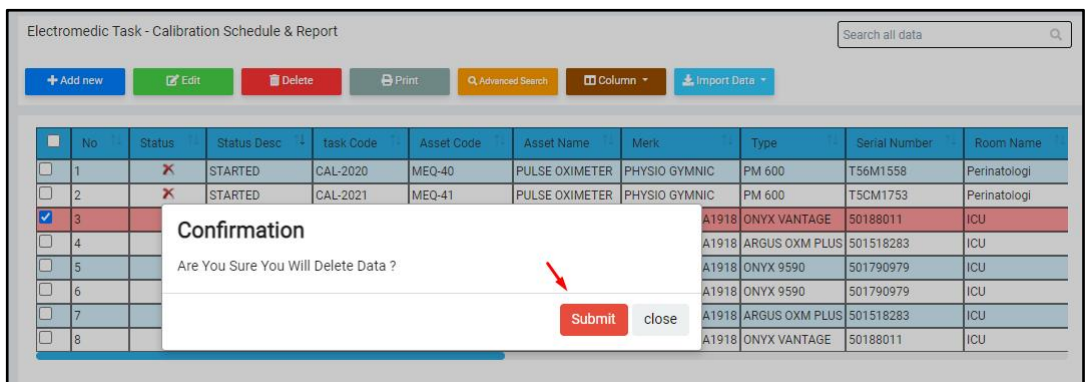 Electromedic Task - Calibration Schedule & Report
Search all data
Add new Edit Delete Print Advanced Search Column Import Data
No Status Status Desc task Code Asset Code Asset Name Merk Type Serial Number Room Name
1 STARTED CAL-2020 MEQ-40 PULSE OXIMETER PHYSIO GYMNIC PM 600 T56M1558 Perinatologi
2 STARTED CAL-2021 MEQ-41 PULSE OXIMETER PHYSIO GYMNIC PM 600 T5CM1753 Perinatologi
3 A1918 ONYX VANTAGE 50188011 ICU
4 A1918 ARGUS OXM PLUS 501518283 ICU
5 A1918 ONYX 9590 501790979 ICU
6 A1918 ONYX 9590 501790979 ICU
7 A1918 ARGUS OXM PLUS 501518283 ICU
8 A1918 ONYX VANTAGE 50188011 ICU
Confirmation
Are You Sure You Will Delete Data ?
Submit close